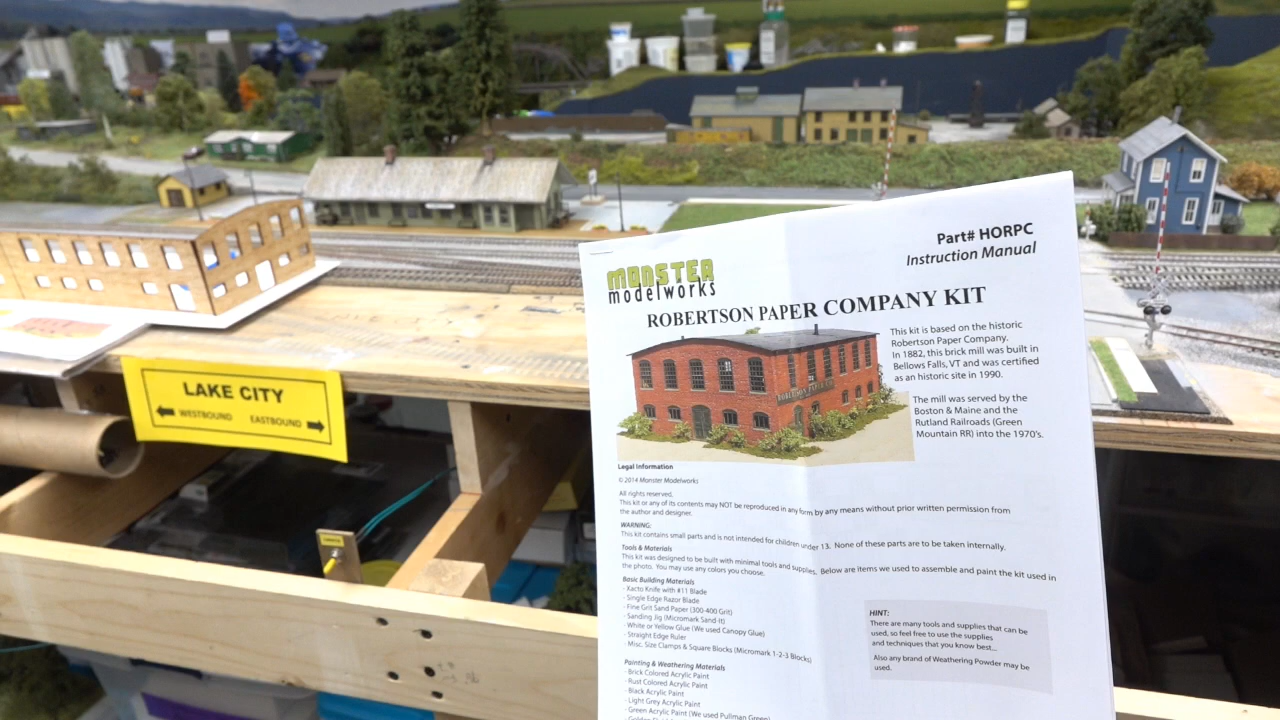 LAKE CITY
WESTBOUND EASTBOUND
MONSTER
modelworks
Part# HORPC
Instruction Manual
ROBERTSON PAPER COMPANY KIT
This kit is based on the historic
Robertson Paper Company.
In 1882, this brick mill was built in
Bellows Falls, VT and was certified
as an historic site in 1990.
The mill was served by the
Boston & Maine and the
Rutland Railroads (Green
Mountain RR) into the 1970's.
ROBERTSON PAPER CO
Legal Information
© 2014 Monster Modelworks
All rights reserved.
This kit or any of its contents may NOT be reproduced in any form by any means without prior written permission from
the author and designer.
WARNING:
This kit contains small parts and is not intended for children under 13. None of these parts are to be taken internally.
Tools & Materials
This kit was designed to be built with minimal tools and supplies. Below are items we used to assemble and paint the kit used in
the photo. You may use any colors you choose.
Basic Building Materials
- Xacto Knife with #11 Blade
- Single Edge Razor Blade
- Fine Grit Sand Paper (300-400 Grit)
- Sanding Jig (Micromark Sand-It)
- White or Yellow Glue (We used Canopy Glue)
- Straight Edge Ruler
- Misc. Size Clamps & Square Blocks (Micromark 1-2-3 Blocks)
Painting & Weathering Materials
- Brick Colored Acrylic Paint
- Rust Colored Acrylic Paint
- Black Acrylic Paint
- Light Grey Acrylic Paint
- Green Acrylic Paint (We used Pullman Green)
HINT:
There are many tools and supplies that can be
used, so feel free to use the supplies
and techniques that you know best...
Also any brand of Weathering Powder may be
used.